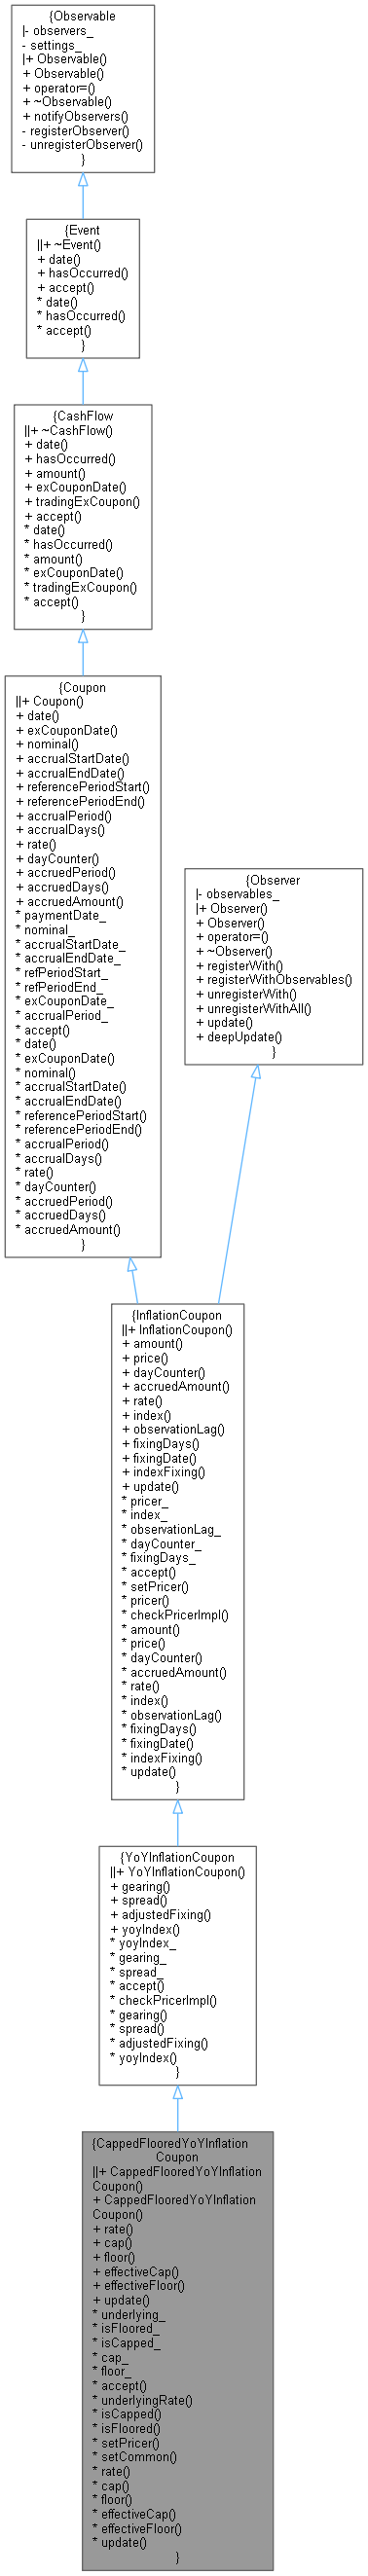 {Observable
|- observers_
- settings_
|+ Observable()
+ Observable()
+ operator=()
+ ~Observable()
+ notifyObservers()
- registerObserver()
- unregisterObserver()
}
{Event
||+ ~Event()
+ date()
+ hasOccurred()
+ accept()
* date()
* hasOccurred()
* accept()
}
{CashFlow
||+ ~CashFlow()
+ date()
+ hasOccurred()
+ amount()
+ exCouponDate()
+ tradingExCoupon()
+ accept()
* date()
* hasOccurred()
* amount()
* exCouponDate()
* tradingExCoupon()
* accept()
}
{Coupon
||+ Coupon()
+ date()
+ exCouponDate()
+ nominal()
+ accrualStartDate()
+ accrualEndDate()
+ referencePeriodStart()
+ referencePeriodEnd()
+ accrualPeriod()
+ accrualDays()
+ rate()
+ dayCounter()
+ accruedPeriod()
+ accruedDays()
+ accruedAmount()
* paymentDate_
* nominal_
* accrualStartDate_
* accrualEndDate_
* refPeriodStart_
* refPeriodEnd_
* exCouponDate_
* accrualPeriod_
* accept()
* date()
* exCouponDate()
* nominal()
* accrualStartDate()
* accrualEndDate()
* referencePeriodStart()
* referencePeriodEnd()
* accrualPeriod()
* accrualDays()
* rate()
* dayCounter()
* accruedPeriod()
* accruedDays()
* accruedAmount()
}
{Observer
|- observables_
|+ Observer()
+ Observer()
+ operator=()
+ ~Observer()
+ registerWith()
+ registerWithObservables()
+ unregisterWith()
+ unregisterWithAll()
+ update()
+ deepUpdate()
}
{InflationCoupon
||+ InflationCoupon()
+ amount()
+ price()
+ dayCounter()
+ accruedAmount()
+ rate()
+ index()
+ observationLag()
+ fixingDays()
+ fixingDate()
+ indexFixing()
+ update()
* pricer_
* index_
* observationLag_
* dayCounter_
* fixingDays_
* accept()
* setPricer()
* pricer()
* checkPricerImpl()
* amount()
* price()
* dayCounter()
* accruedAmount()
* rate()
* index()
* observationLag()
* fixingDays()
* fixingDate()
* indexFixing()
* update()
}
{YoYInflationCoupon
||+ YoYInflationCoupon()
+ gearing()
+ spread()
+ adjustedFixing()
+ yoyIndex()
* yoyIndex_
* gearing_
* spread_
* accept()
* checkPricerImpl()
* gearing()
* spread()
* adjustedFixing()
* yoyIndex()
}
{CappedFlooredYoYInflation
Coupon
||+ CappedFlooredYoYInflation
Coupon()
+ CappedFlooredYoYInflation
Coupon()
+ rate()
+ cap()
+ floor()
+ effectiveCap()
+ effectiveFloor()
+ update()
* underlying_
* isFloored_
* isCapped_
* cap_
* floor_
* accept()
* underlyingRate()
* isCapped()
* isFloored()
* setPricer()
* setCommon()
* rate()
* cap()
* floor()
* effectiveCap()
* effectiveFloor()
* update()
}